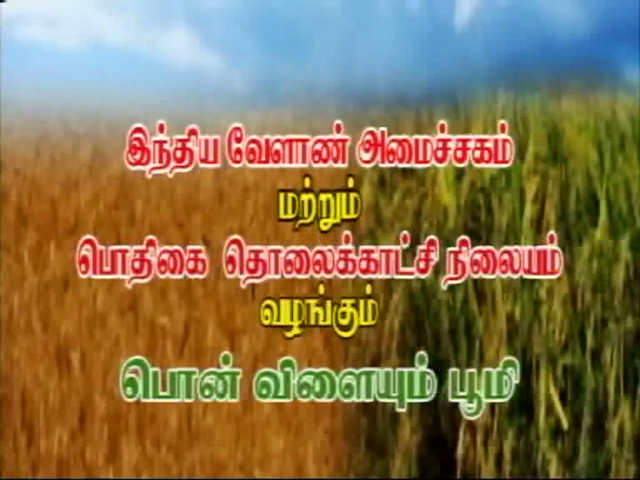 இந்திய வேளாண் அமைச்சகம்
மற்றும்
பொதிகை தொலைக்காட்சி நிலையம்
வழங்கும்
பொன் விளையும் பூமி